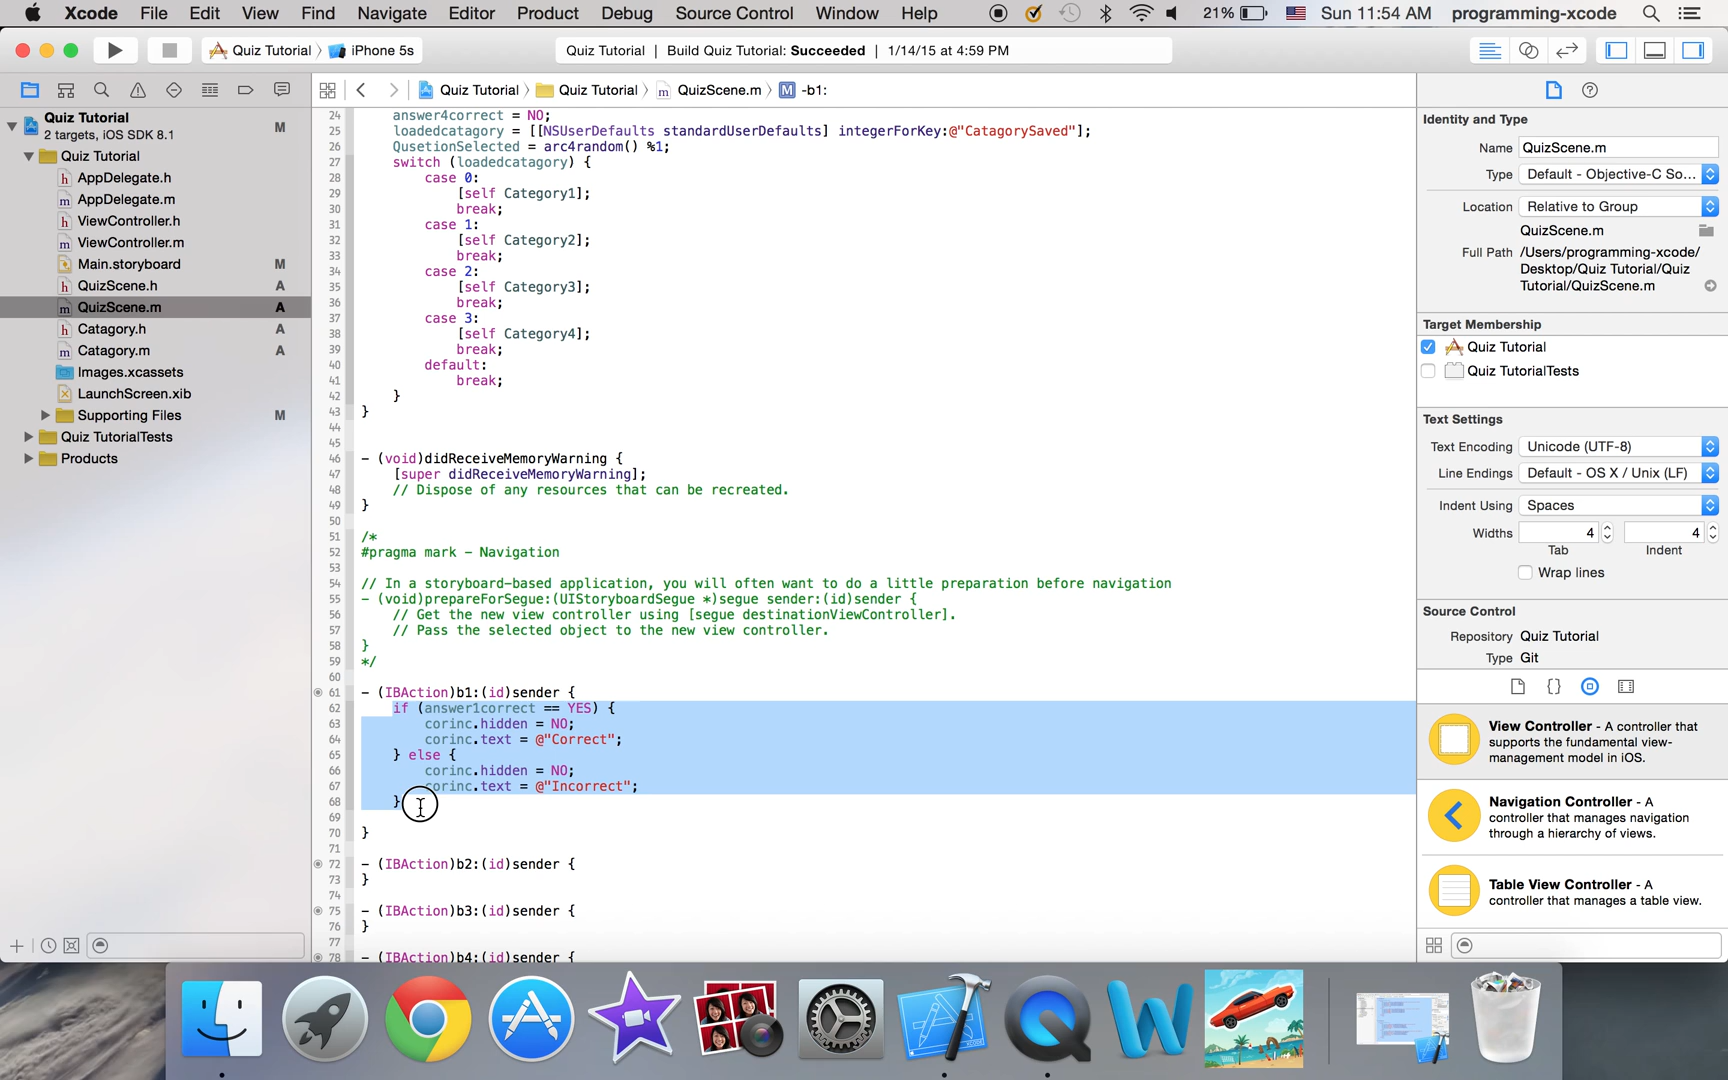 Xcode File Edit View Find Navigate Editor Product Debug Source Control Window Help 21% Sun 11:54 AM programming-xcode
Quiz Tutorial iPhone 5s Quiz Tutorial | Build Quiz Tutorial: Succeeded | 1/14/15 at 4:59 PM
Quiz Tutorial Quiz Tutorial m QuizScene.m M -b1:
Quiz Tutorial
2 targets, iOS SDK 8.1 M
Quiz Tutorial
h AppDelegate.h
m AppDelegate.m
h ViewController.h
m ViewController.m
Main.storyboard M
h QuizScene.h A
m QuizScene.m A
h Catagory.h A
m Catagory.m A
Images.xcassets
LaunchScreen.xib
Supporting Files M
Quiz TutorialTests
Products
24 answer4correct = NO;
25 loadedcatagory = [[NSUserDefaults standardUserDefaults] integerForKey:@"CatagorySaved"];
26 QusetionSelected = arc4random() %1;
27 switch (loadedcatagory) {
28 case 0:
29 [self Category1];
30 break;
31 case 1:
32 [self Category2];
33 break;
34 case 2:
35 [self Category3];
36 break;
37 case 3:
38 [self Category4];
39 break;
40 default:
41 break;
42 }
43 }
44
45
46 - (void)didReceiveMemoryWarning {
47 [super didReceiveMemoryWarning];
48 // Dispose of any resources that can be recreated.
49 }
50
51 /*
52 #pragma mark - Navigation
53
54 // In a storyboard-based application, you will often want to do a little preparation before navigation
55 - (void)prepareForSegue:(UIStoryboardSegue *)segue sender:(id)sender {
56 // Get the new view controller using [segue destinationViewController].
57 // Pass the selected object to the new view controller.
58 }
59 */
60
61 - (IBAction)b1:(id)sender {
62 if (answer1correct == YES) {
63 corinc.hidden = NO;
64 corinc.text = @"Correct";
65 } else {
66 corinc.hidden = NO;
67 corinc.text = @"Incorrect";
68 }
69
70 }
71
72 - (IBAction)b2:(id)sender {
73 }
74
75 - (IBAction)b3:(id)sender {
76 }
77
78 - (IBAction)b4:(id)sender {
Identity and Type
Name QuizScene.m
Type Default - Objective-C So...
Location Relative to Group
QuizScene.m
Full Path /Users/programming-xcode/
Desktop/Quiz Tutorial/Quiz
Tutorial/QuizScene.m
Target Membership
Quiz Tutorial
Quiz TutorialTests
Text Settings
Text Encoding Unicode (UTF-8)
Line Endings Default - OS X / Unix (LF)
Indent Using Spaces
Widths 4 4
Tab Indent
Wrap lines
Source Control
Repository Quiz Tutorial
Type Git
{}
View Controller - A controller that
supports the fundamental view-
management model in iOS.
Navigation Controller - A
controller that manages navigation
through a hierarchy of views.
Table View Controller - A
controller that manages a table view.